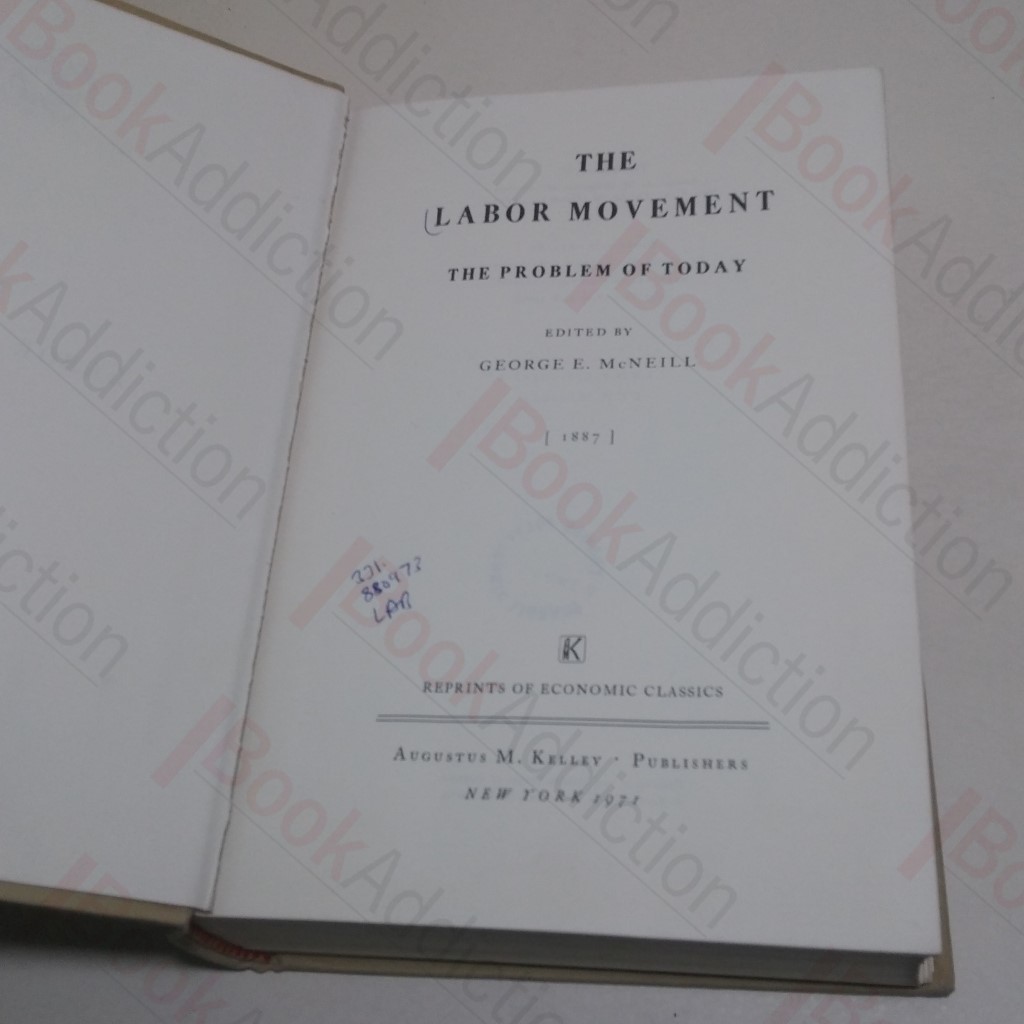 THE
LABOR MOVEMENT
THE PROBLEM OF TODAY
EDITED BY
GEORGE E. McNEILL
[ 1887 ]
331.
880973
LAB
K
REPRINTS OF ECONOMIC CLASSICS
AUGUSTUS M. KELLEY · PUBLISHERS
NEW YORK 1971
BookAddiction